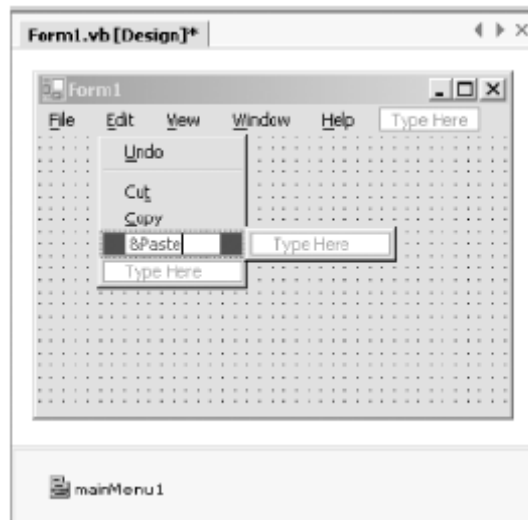 Form1.vb [Design]*
Form1
File Edit View Window Help Type Here
Undo
Cut
Copy
&Paste Type Here
Type Here
mainMenu1